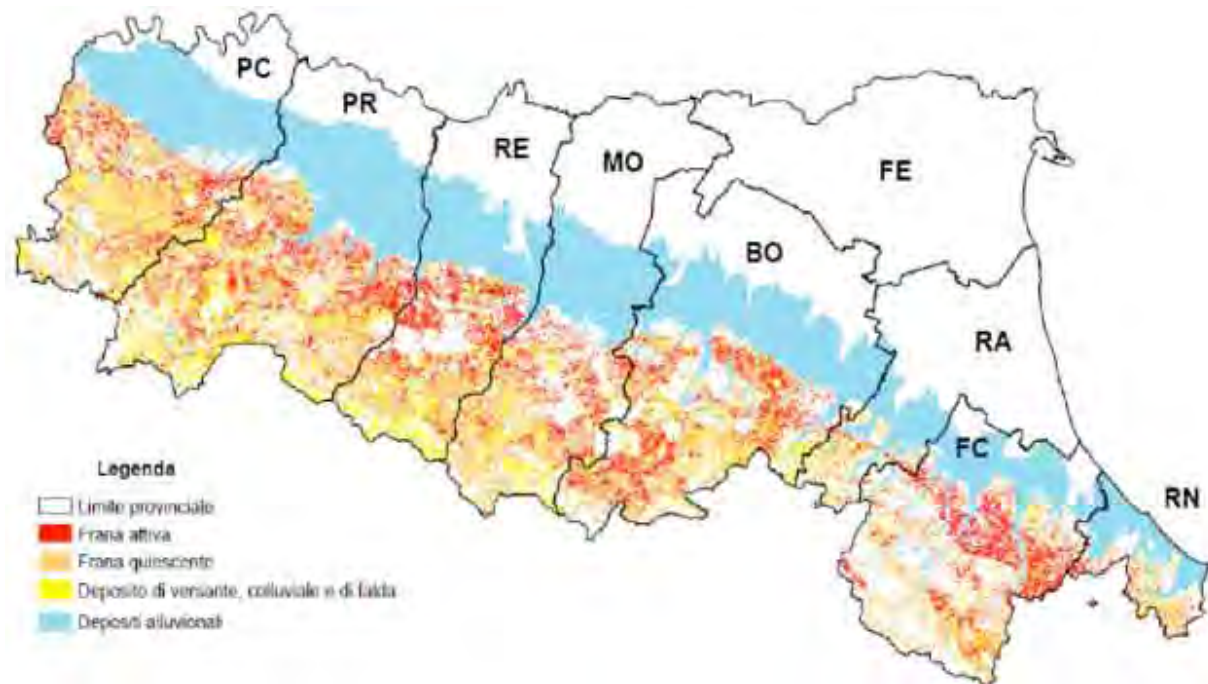 PC
PR
RE
MO
FE
BO
RA
FC
RN
Legenda
Limite provinciale
Frana attiva
Frana quiescente
Deposito di versante, colluviale e di falda
Depositi alluvionali